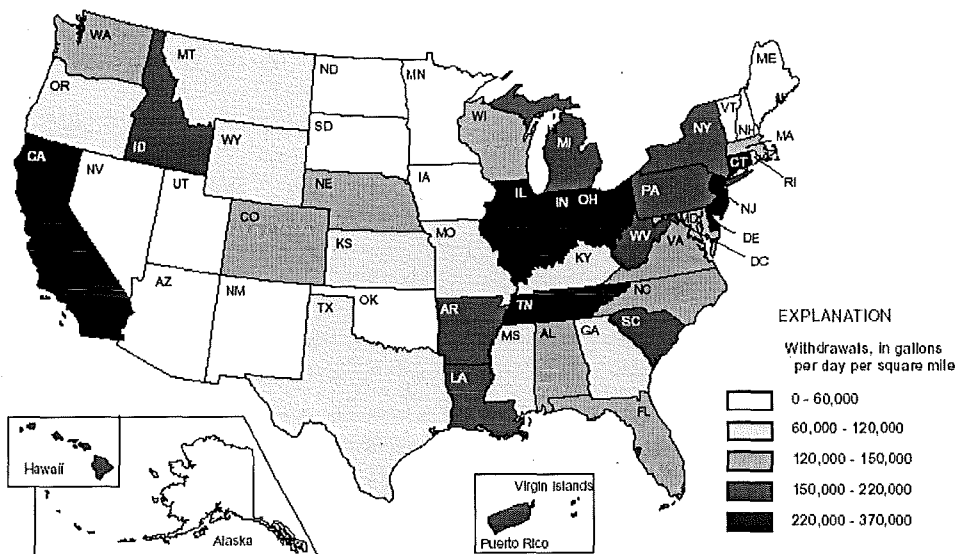 WA
MT
ND
MN
ME
OR
VT
NH
MA
ID
SD
WI
MI
NY
WY
CT
RI
CA
NV
UT
NE
IA
IL
IN
OH
PA
NJ
CO
KS
MO
KY
WV
VA
MD
DE
DC
AZ
NM
OK
TX
AR
TN
NC
MS
AL
GA
SC
LA
FL
EXPLANATION
Withdrawals, in gallons
per day per square mile
0 - 60,000
60,000 - 120,000
120,000 - 150,000
150,000 - 220,000
220,000 - 370,000
Hawaii
Alaska
Virgin Islands
Puerto Rico